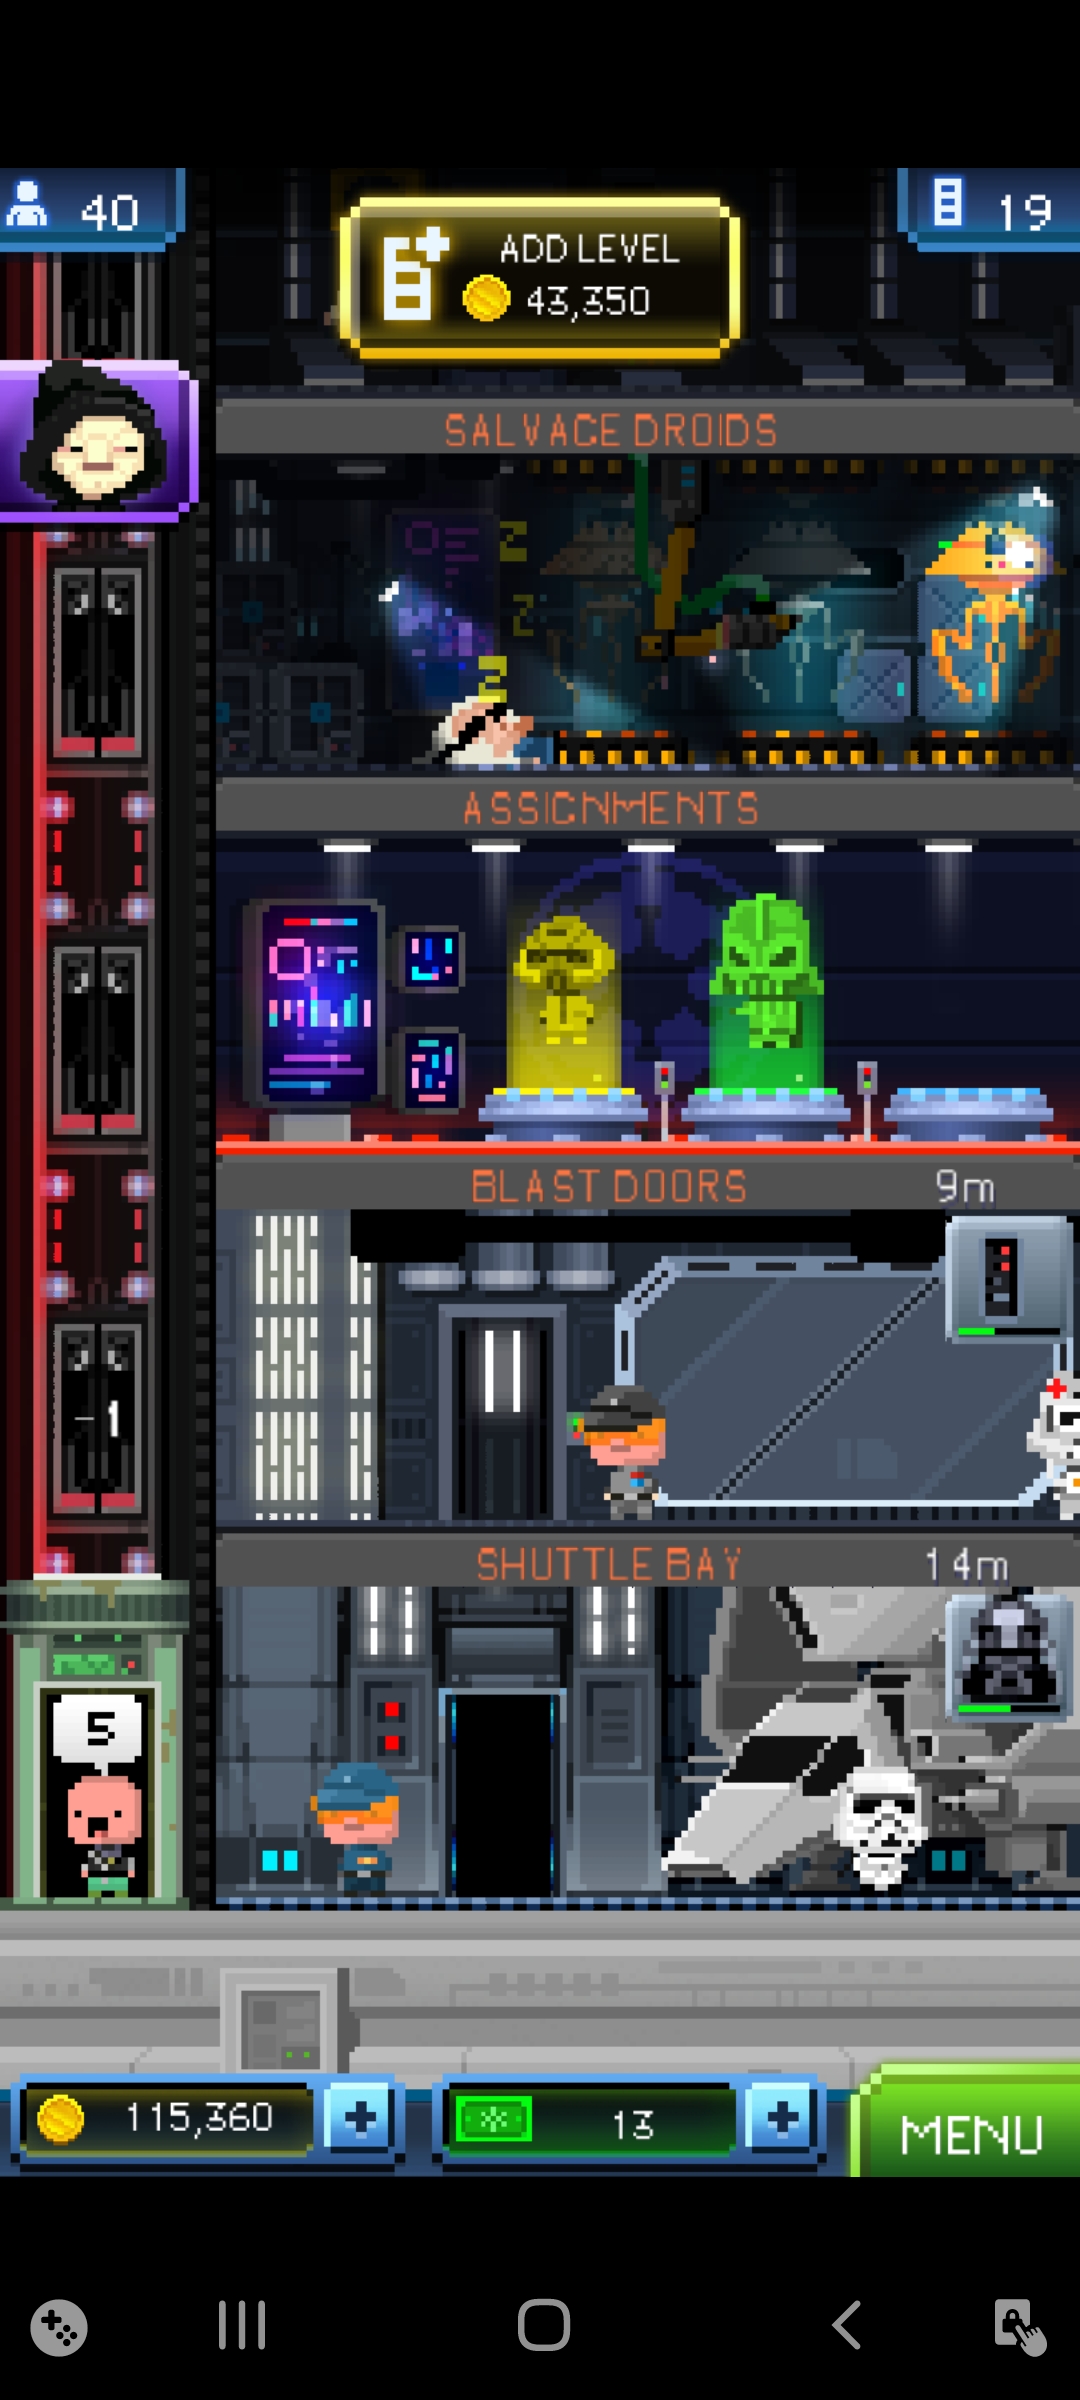 40
ADD LEVEL
43,350
19
SALVAGE DROIDS
Z
Z
Z
ASSIGNMENTS
BLAST DOORS
9m
-1
SHUTTLE BAY
14m
5
115,360
13
MENU